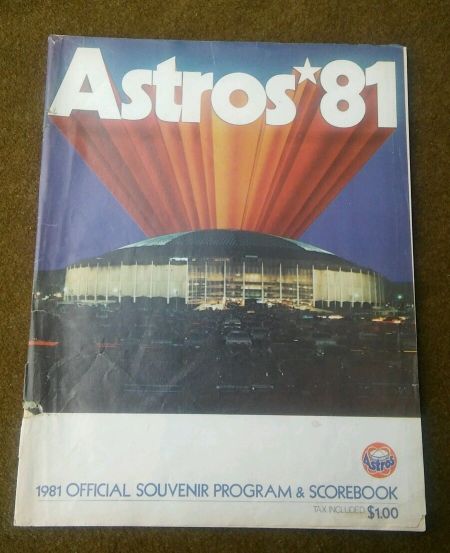 Astros★'81
Astros
1981 OFFICIAL SOUVENIR PROGRAM & SCOREBOOK
TAX INCLUDED $1.00